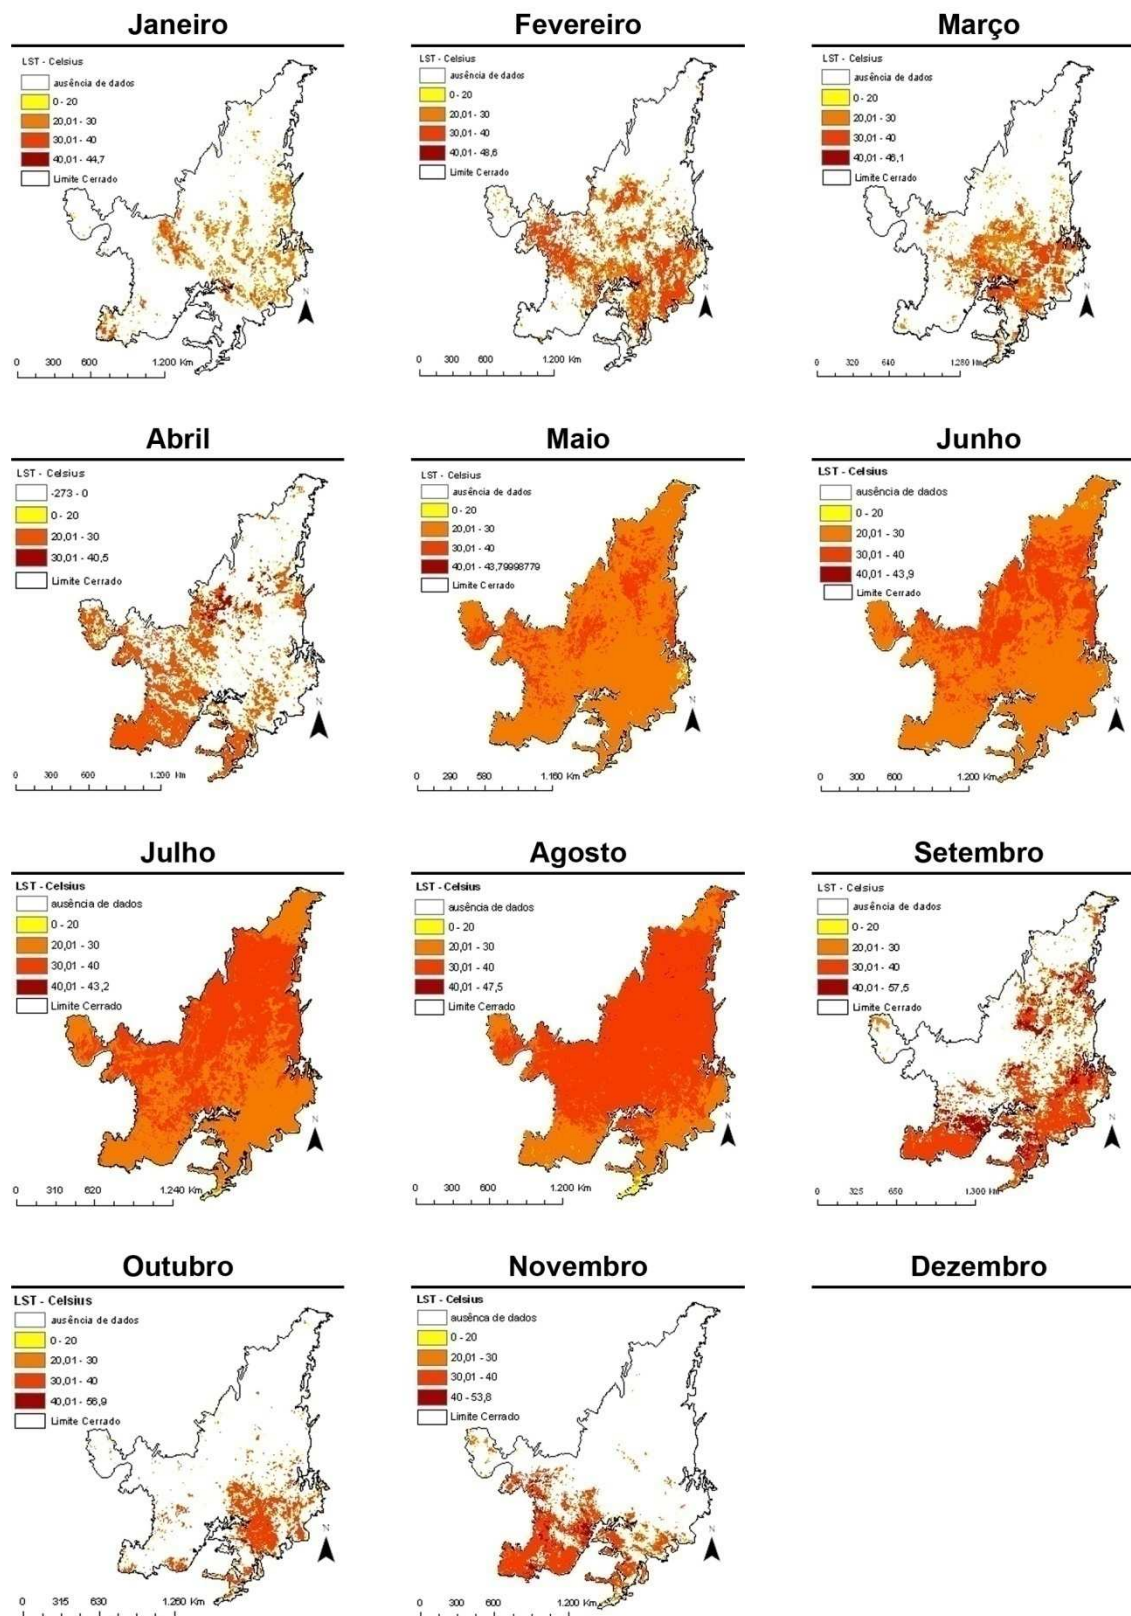 Janeiro
LST - Celsius
ausência de dados
0 - 20
20,01 - 30
30,01 - 40
40,01 - 44,7
Limite Cerrado
N
0 300 600 1.200 Km
Fevereiro
LST - Celsius
ausência de dados
0 - 20
20,01 - 30
30,01 - 40
40,01 - 48,6
Limite Cerrado
N
0 300 600 1.200 Km
Março
LST - Celsius
ausência de dados
0 - 20
20,01 - 30
30,01 - 40
40,01 - 46,1
Limite Cerrado
N
0 320 640 1.280 Km
Abril
LST - Celsius
-273 - 0
0 - 20
20,01 - 30
30,01 - 40,5
Limite Cerrado
N
0 300 600 1.200 Km
Maio
LST - Celsius
ausência de dados
0 - 20
20,01 - 30
30,01 - 40
40,01 - 43,79998779
Limite Cerrado
N
0 290 580 1.160 Km
Junho
LST - Celsius
ausência de dados
0 - 20
20,01 - 30
30,01 - 40
40,01 - 43,9
Limite Cerrado
N
0 300 600 1.200 Km
Julho
LST - Celsius
ausência de dados
0 - 20
20,01 - 30
30,01 - 40
40,01 - 43,2
Limite Cerrado
N
0 310 620 1.240 Km
Agosto
LST - Celsius
ausência de dados
0 - 20
20,01 - 30
30,01 - 40
40,01 - 47,5
Limite Cerrado
N
0 300 600 1.200 Km
Setembro
LST - Celsius
ausência de dados
0 - 20
20,01 - 30
30,01 - 40
40,01 - 57,5
Limite Cerrado
N
0 325 650 1.300 Km
Outubro
LST - Celsius
ausência de dados
0 - 20
20,01 - 30
30,01 - 40
40,01 - 56,9
Limite Cerrado
N
0 315 630 1.260 Km
Novembro
LST - Celsius
ausênca de dados
0 - 20
20,01 - 30
30,01 - 40
40 - 53,8
Limite Cerrado
N
0 300 600 1.200 Km
Dezembro